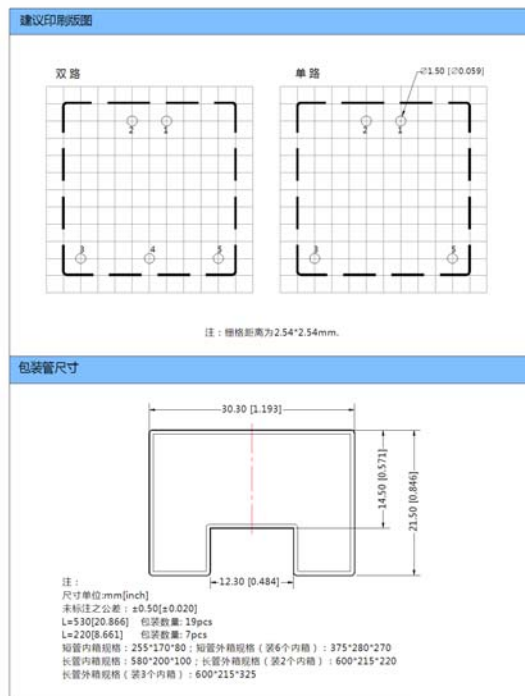 建议印刷版图
双 路
单 路
∅1.50 [∅0.059]
2 1
2 1
3 4 5
3 5
注：栅格距离为2.54*2.54mm.
包装管尺寸
30.30 [1.193]
14.50 [0.571]
21.50 [0.846]
12.30 [0.484]
注：
尺寸单位:mm[inch]
未标注之公差：±0.50[±0.020]
L=530[20.866] 包装数量: 19pcs
L=220[8.661] 包装数量: 7pcs
短管内箱规格：255*170*80；短管外箱规格（装6个内箱）：375*280*270
长管内箱规格：580*200*100；长管外箱规格（装2个内箱）：600*215*220
长管外箱规格（装3个内箱）：600*215*325